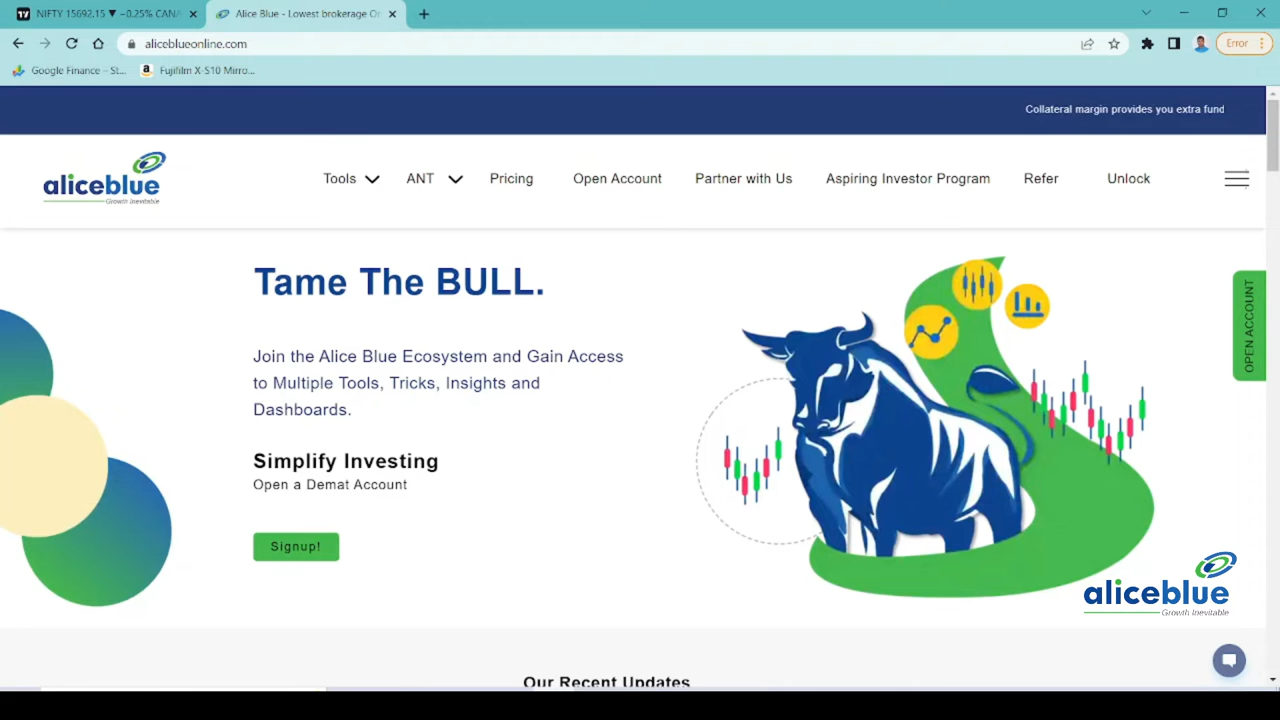 NIFTY 15692.15 ▼ −0.25% CANA
Alice Blue - Lowest brokerage On
aliceblueonline.com
Error
Google Finance – St...
Fujifilm X-S10 Mirro...
Collateral margin provides you extra fund
aliceblue
Growth Inevitable
Tools
ANT
Pricing
Open Account
Partner with Us
Aspiring Investor Program
Refer
Unlock
Tame The BULL.
Join the Alice Blue Ecosystem and Gain Access
to Multiple Tools, Tricks, Insights and
Dashboards.
Simplify Investing
Open a Demat Account
Signup!
OPEN ACCOUNT
aliceblue
Growth Inevitable
Our Recent Updates